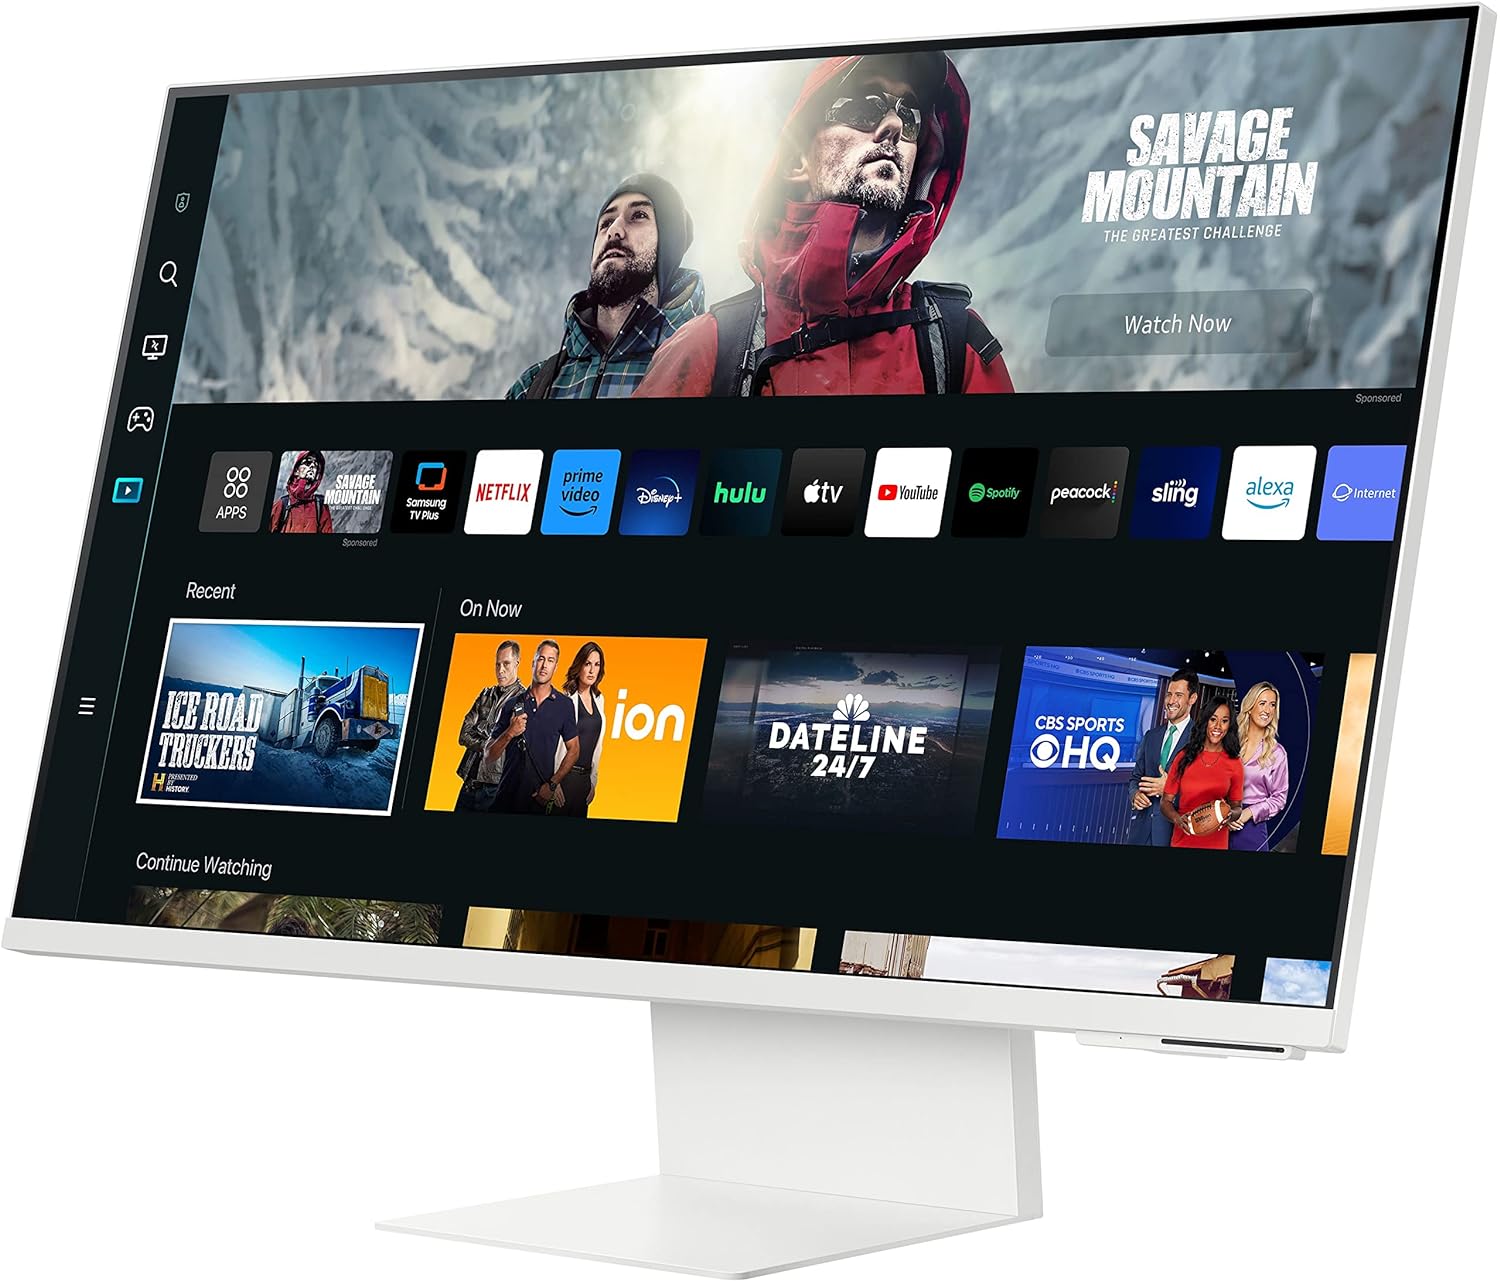 SAVAGE
MOUNTAIN
THE GREATEST CHALLENGE
Watch Now
Sponsored
APPS
SAVAGE
MOUNTAIN
Sponsored
Samsung
TV Plus
NETFLIX
prime
video
Disney+
hulu
tv
YouTube
Spotify
peacock
sling
alexa
Internet
Recent
On Now
ICE ROAD
TRUCKERS
H PRESENTED
BY
HISTORY
ion
DATELINE
24/7
CBS SPORTS
HQ
Continue Watching